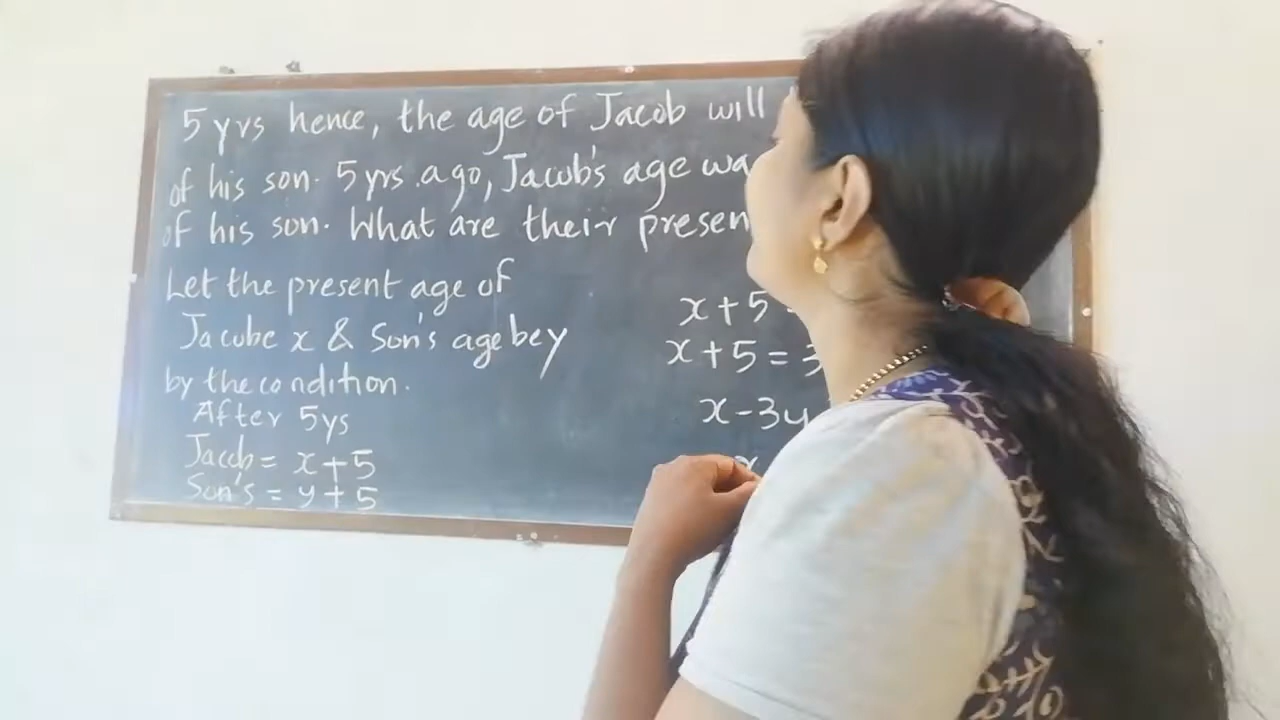 5 yrs hence, the age of Jacob will
of his son. 5 yrs. ago, Jacob's age wa
of his son. What are their presen
Let the present age of
Jacobe x & Son's age be y
by the condition.
After 5ys
Jacob = x+5
Son's = y+5
x+5
x+5=3
x-3y